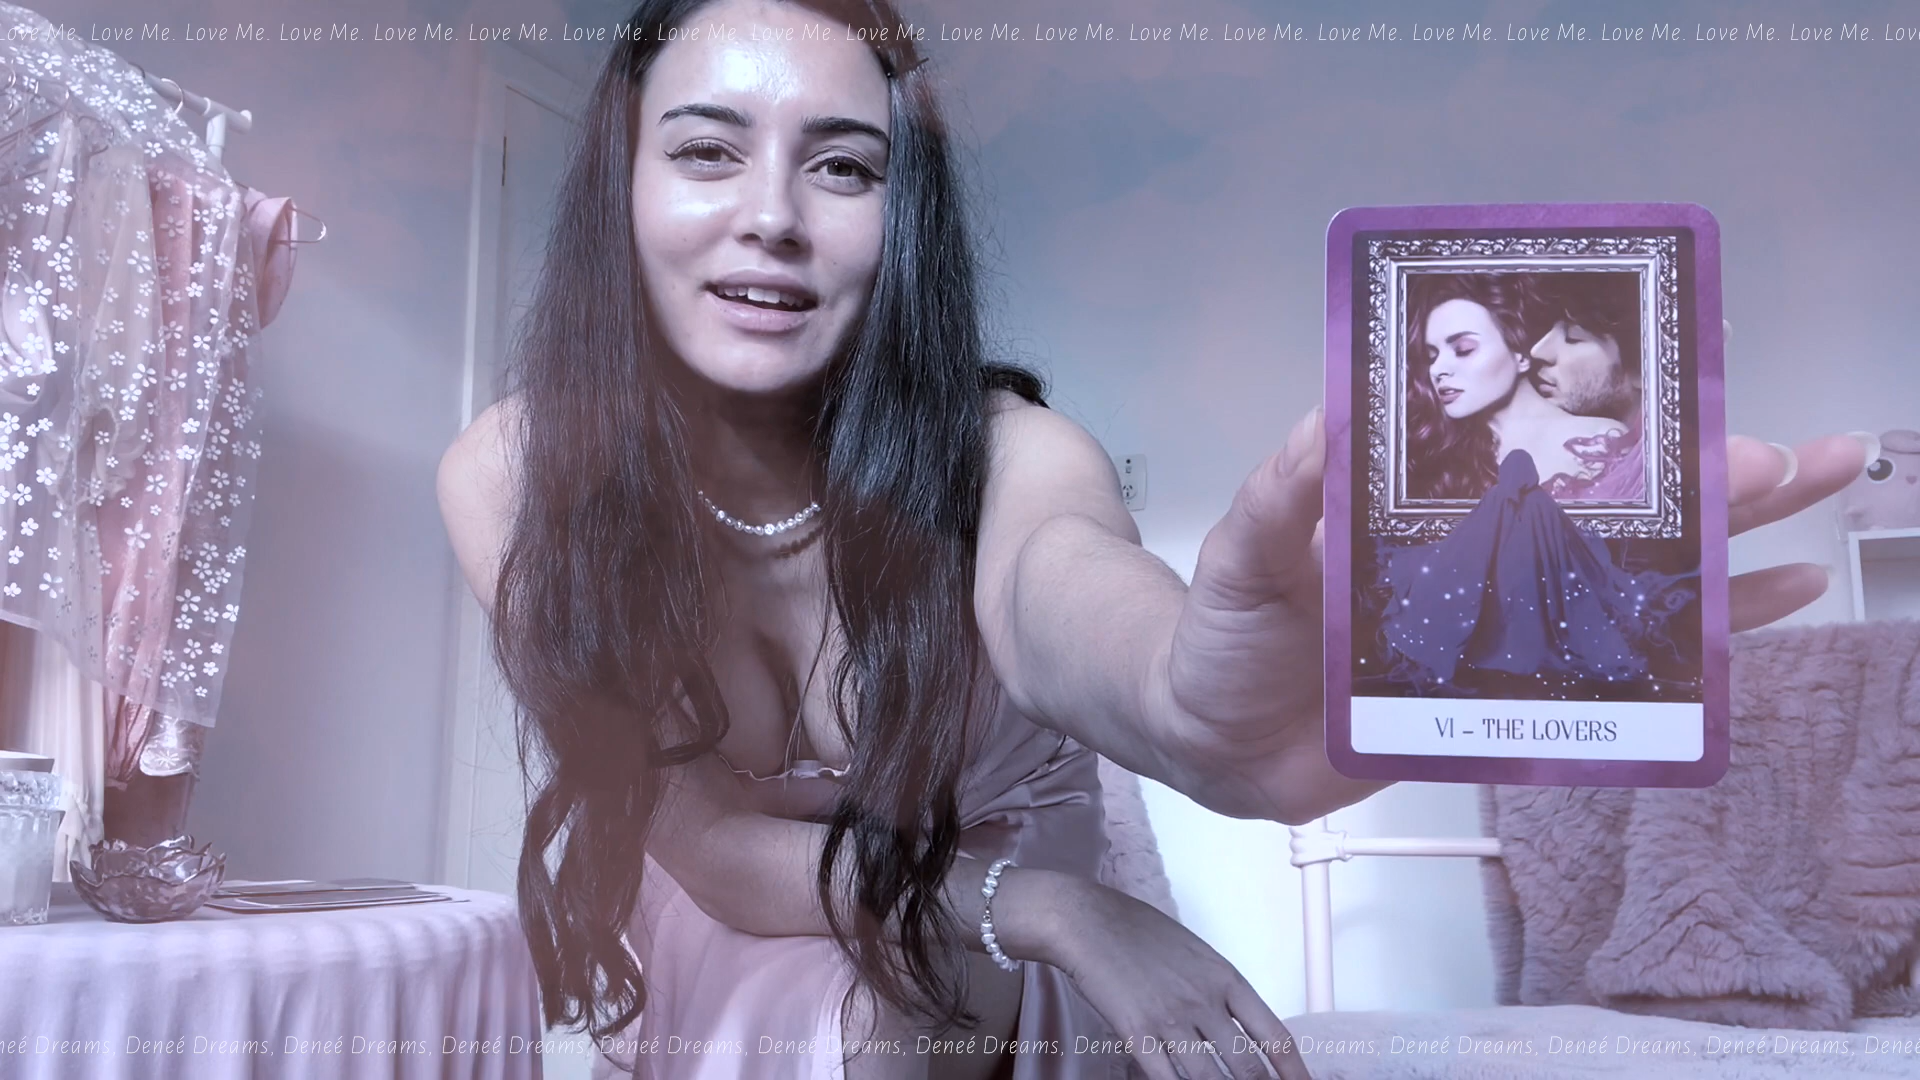 Love Me. Love Me. Love Me. Love Me. Love Me. Love Me. Love Me. Love Me. Love Me. Love Me. Love Me. Love Me. Love Me. Love Me. Love Me. Love Me. Love Me. Love Me. Love Me. Love Me. Lov
VI – THE LOVERS
neé Dreams, Deneé Dreams, Deneé Dreams, Deneé Dreams, Deneé Dreams, Deneé Dreams, Deneé Dreams, Deneé Dreams, Deneé Dreams, Deneé Dreams, Deneé Dreams, Deneé Dreams, Deneé